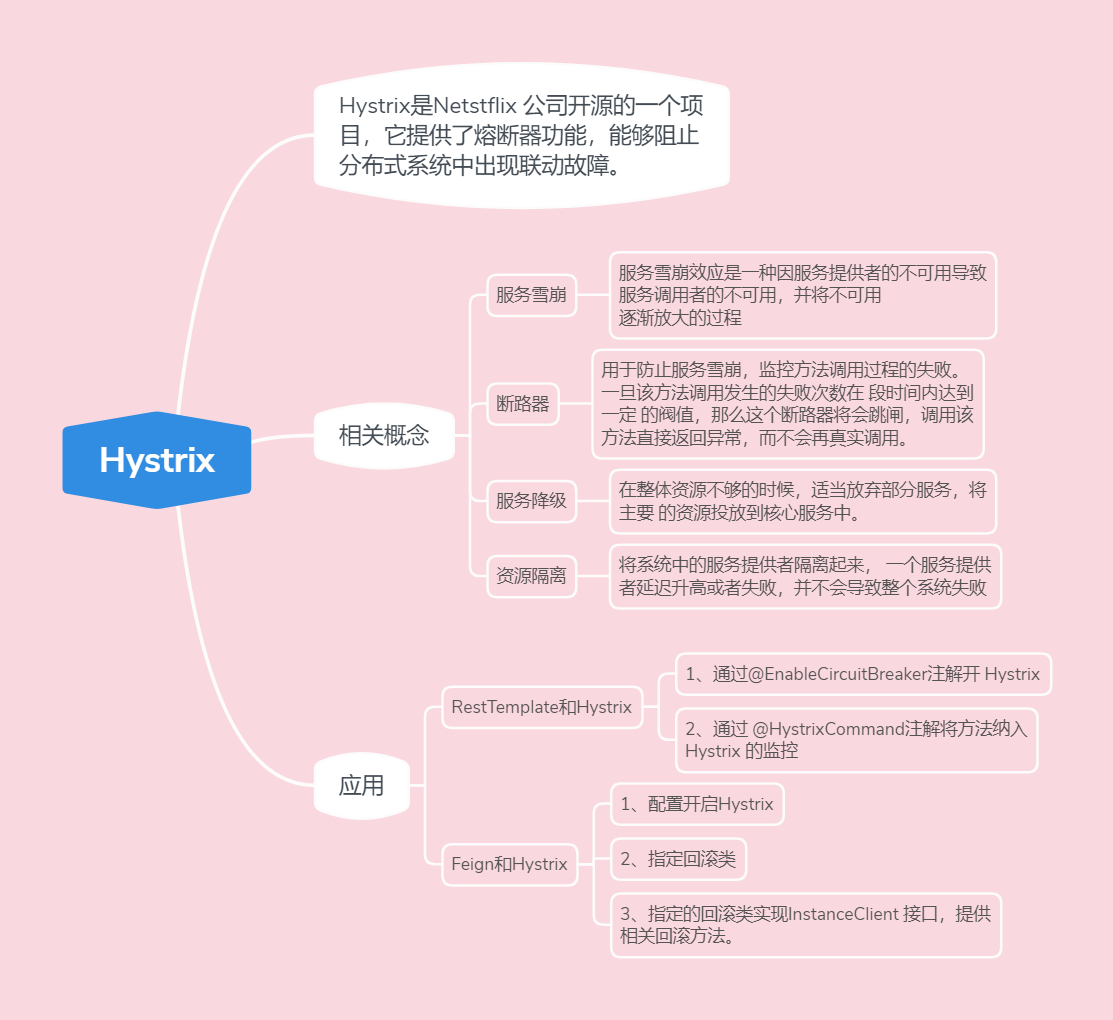 Hystrix是Netstflix 公司开源的一个项
目，它提供了熔断器功能，能够阻止
分布式系统中出现联动故障。
Hystrix
相关概念
服务雪崩
服务雪崩效应是一种因服务提供者的不可用导致
服务调用者的不可用，并将不可用
逐渐放大的过程
断路器
用于防止服务雪崩，监控方法调用过程的失败。
一旦该方法调用发生的失败次数在 段时间内达到
一定 的阀值，那么这个断路器将会跳闸，调用该
方法直接返回异常，而不会再真实调用。
服务降级
在整体资源不够的时候，适当放弃部分服务，将
主要 的资源投放到核心服务中。
资源隔离
将系统中的服务提供者隔离起来， 一个服务提供
者延迟升高或者失败，并不会导致整个系统失败
应用
RestTemplate和Hystrix
1、通过@EnableCircuitBreaker注解开 Hystrix
2、通过 @HystrixCommand注解将方法纳入
Hystrix 的监控
Feign和Hystrix
1、配置开启Hystrix
2、指定回滚类
3、指定的回滚类实现InstanceClient 接口，提供
相关回滚方法。